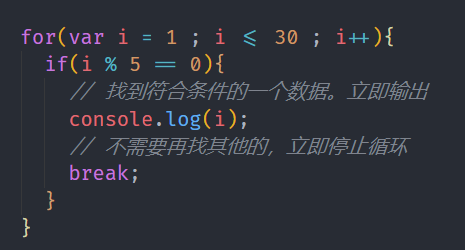 for(var i = 1 ; i <= 30 ; i++){
if(i % 5 == 0){
// 找到符合条件的一个数据。立即输出
console.log(i);
// 不需要再找其他的，立即停止循环
break;
}
}